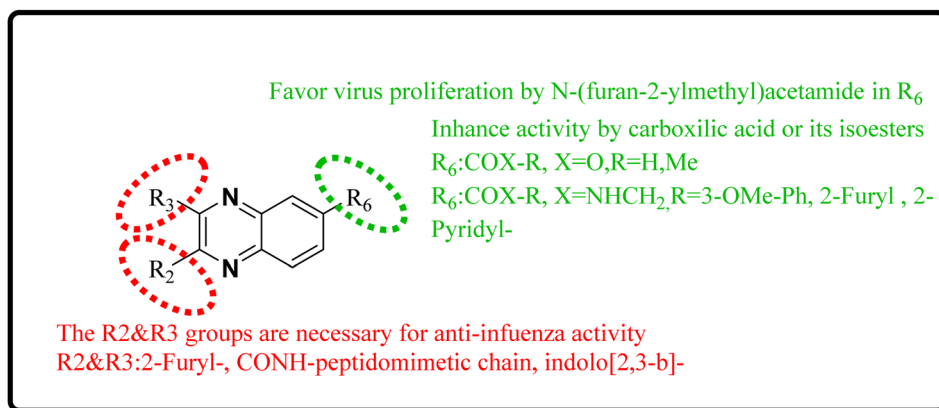 Favor virus proliferation by N-(furan-2-ylmethyl)acetamide in R6
Inhance activity by carboxilic acid or its isoesters
R6:COX-R, X=O,R=H,Me
R6:COX-R, X=NHCH2,R=3-OMe-Ph, 2-Furyl , 2-
Pyridyl-
R3
N
R6
R2
N
The R2&R3 groups are necessary for anti-infuenza activity
R2&R3:2-Furyl-, CONH-peptidomimetic chain, indolo[2,3-b]-